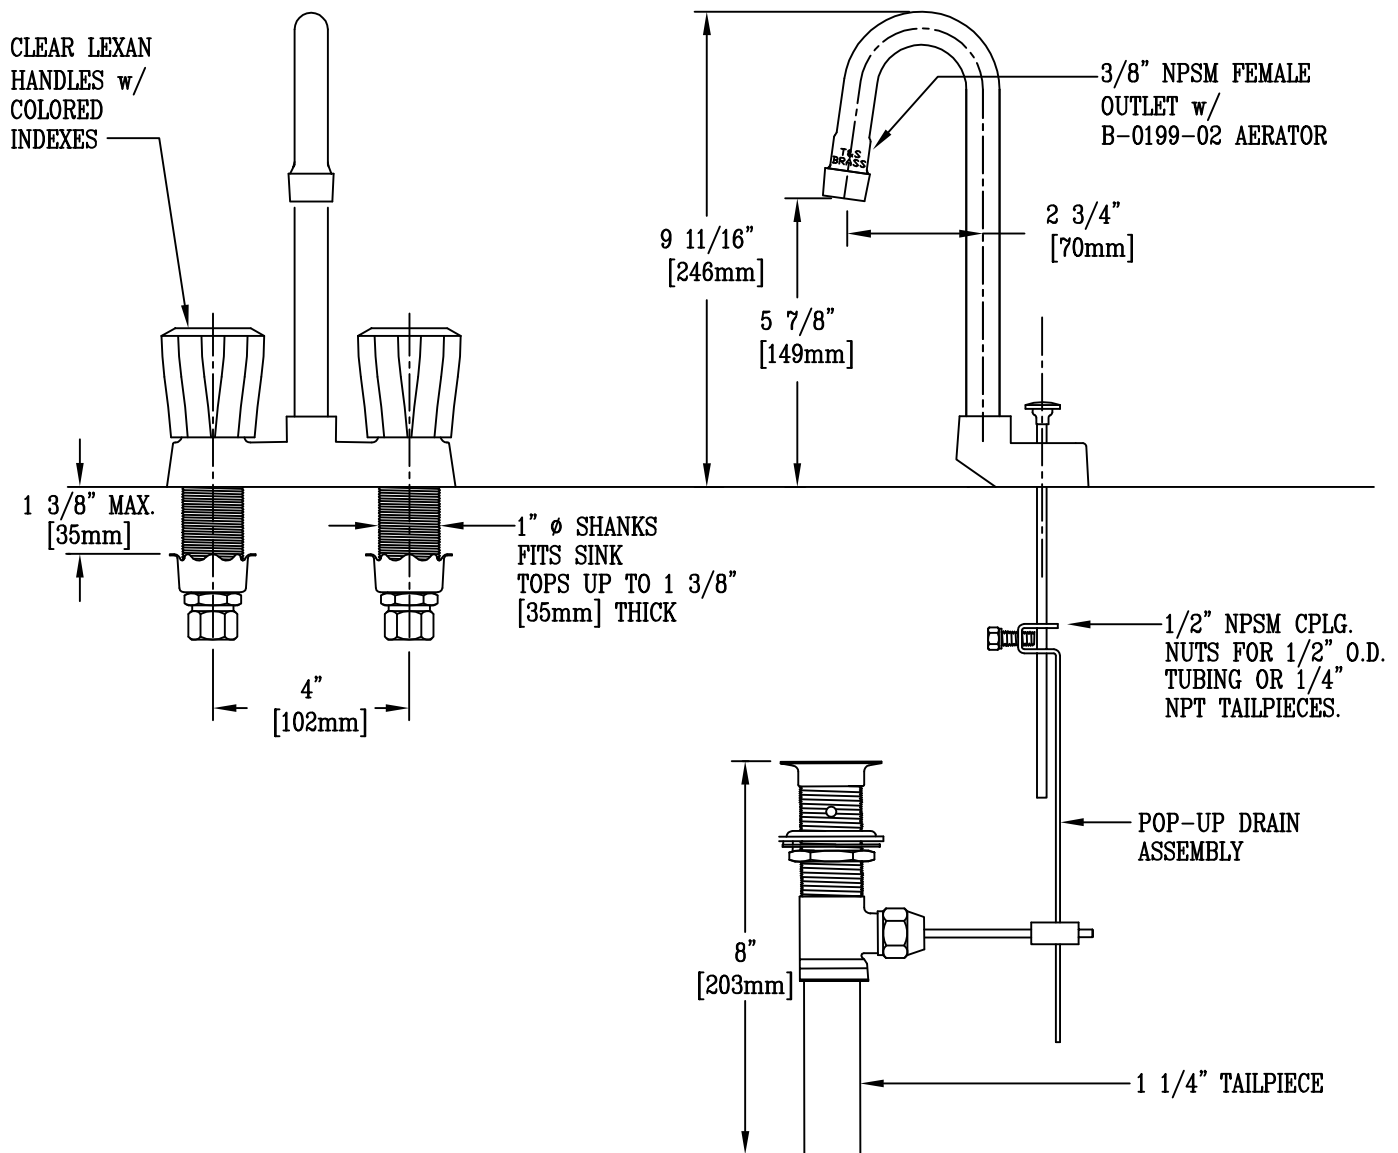 CLEAR LEXAN
HANDLES w/
COLORED
INDEXES
3/8" NPSM FEMALE
OUTLET w/
B-0199-02 AERATOR
T&S
BRASS
9 11/16"
[246mm]
2 3/4"
[70mm]
5 7/8"
[149mm]
1 3/8" MAX.
[35mm]
1" ø SHANKS
FITS SINK
TOPS UP TO 1 3/8"
[35mm] THICK
4"
[102mm]
1/2" NPSM CPLG.
NUTS FOR 1/2" O.D.
TUBING OR 1/4"
NPT TAILPIECES.
POP-UP DRAIN
ASSEMBLY
8"
[203mm]
1 1/4" TAILPIECE